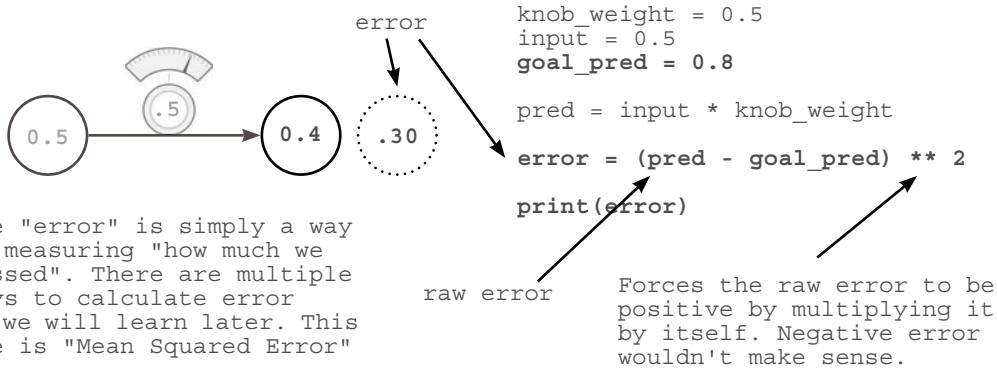 error
knob_weight = 0.5
input = 0.5
goal_pred = 0.8
pred = input * knob_weight
error = (pred - goal_pred) ** 2
print(error)
.5
0.5
0.4
.30
"error" is simply a way
measuring "how much we
There are multiple
to calculate error
we will learn later. This
is "Mean Squared Error"
raw error
Forces the raw error to be
positive by multiplying it
by itself. Negative error
wouldn't make sense.